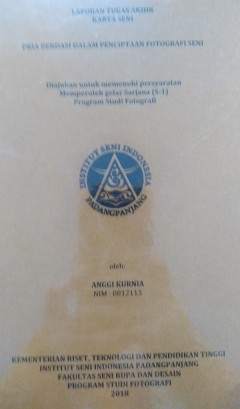 LAPORAN TUGAS AKHIR
KARYA SENI
PRIA BERDASI DALAM PENCIPTAAN FOTOGRAFI SENI
Diajukan untuk memenuhi persyaratan
Memperoleh gelar Sarjana (S-1)
Program Studi Fotografi
INSTITUT SENI INDONESIA
PADANGPANJANG
oleh:
ANGGI KURNIA
NIM : 0812113
KEMENTERIAN RISET, TEKNOLOGI DAN PENDIDIKAN TINGGI
INSTITUT SENI INDONESIA PADANGPANJANG
FAKULTAS SENI RUPA DAN DESAIN
PROGRAM STUDI FOTOGRAFI
2018